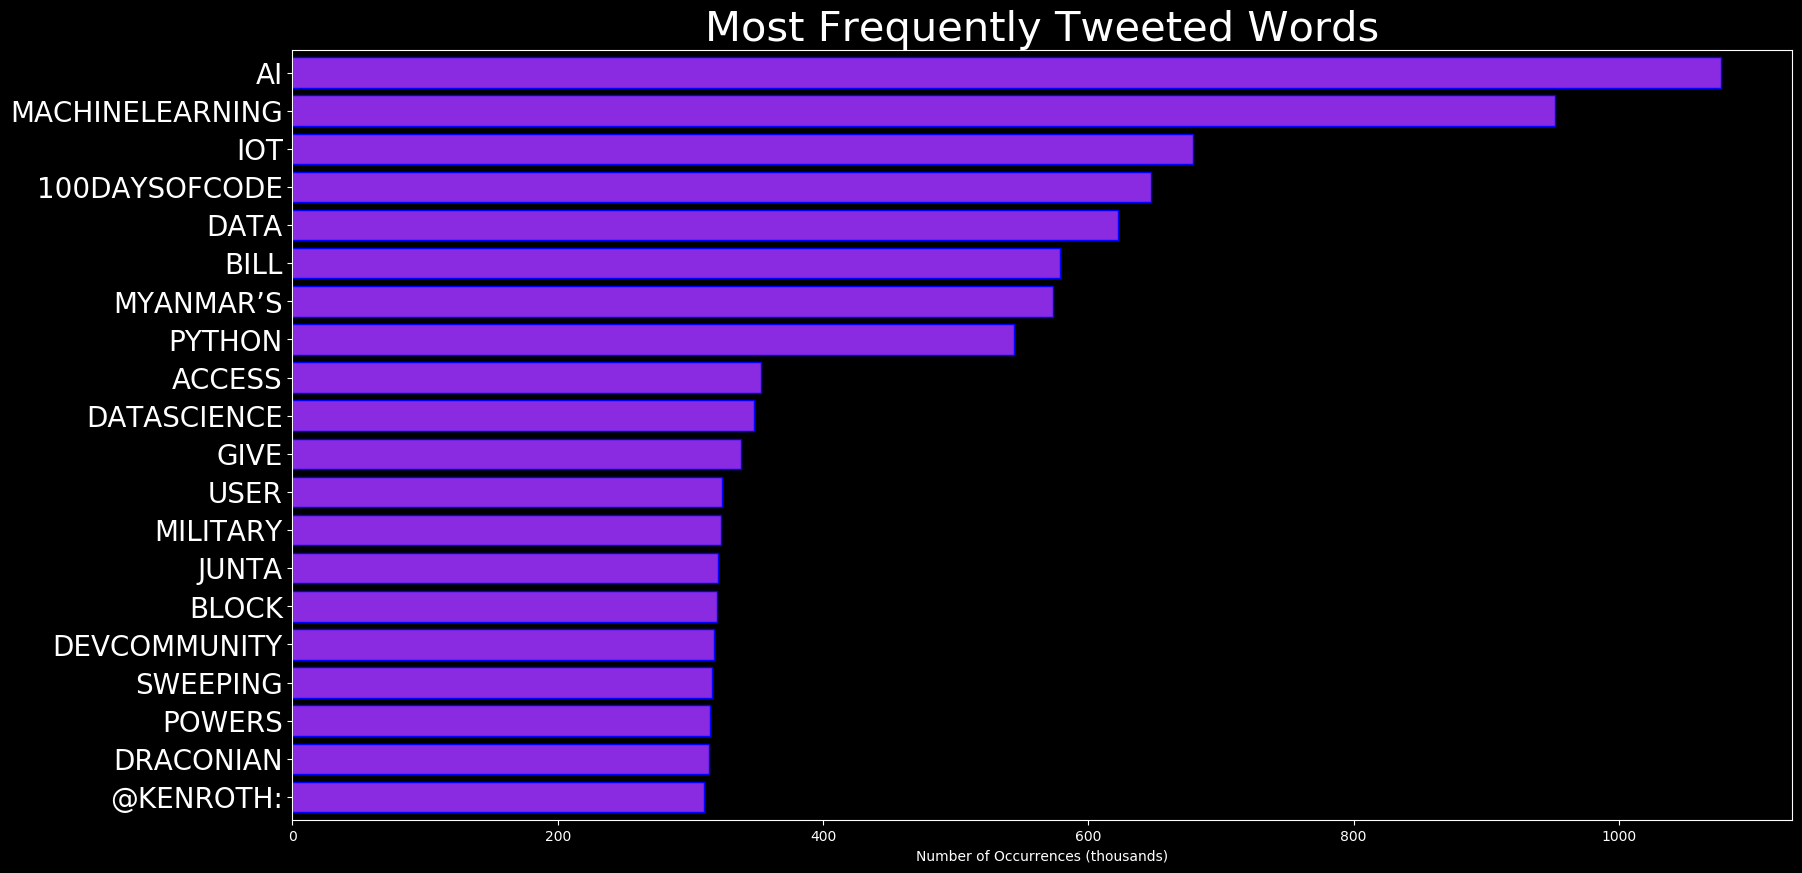 Most Frequently Tweeted Words
AI
MACHINELEARNING
IOT
100DAYSOFCODE
DATA
BILL
MYANMAR’S
PYTHON
ACCESS
DATASCIENCE
GIVE
USER
MILITARY
JUNTA
BLOCK
DEVCOMMUNITY
SWEEPING
POWERS
DRACONIAN
@KENROTH:
0 200 400 600 800 1000
Number of Occurrences (thousands)